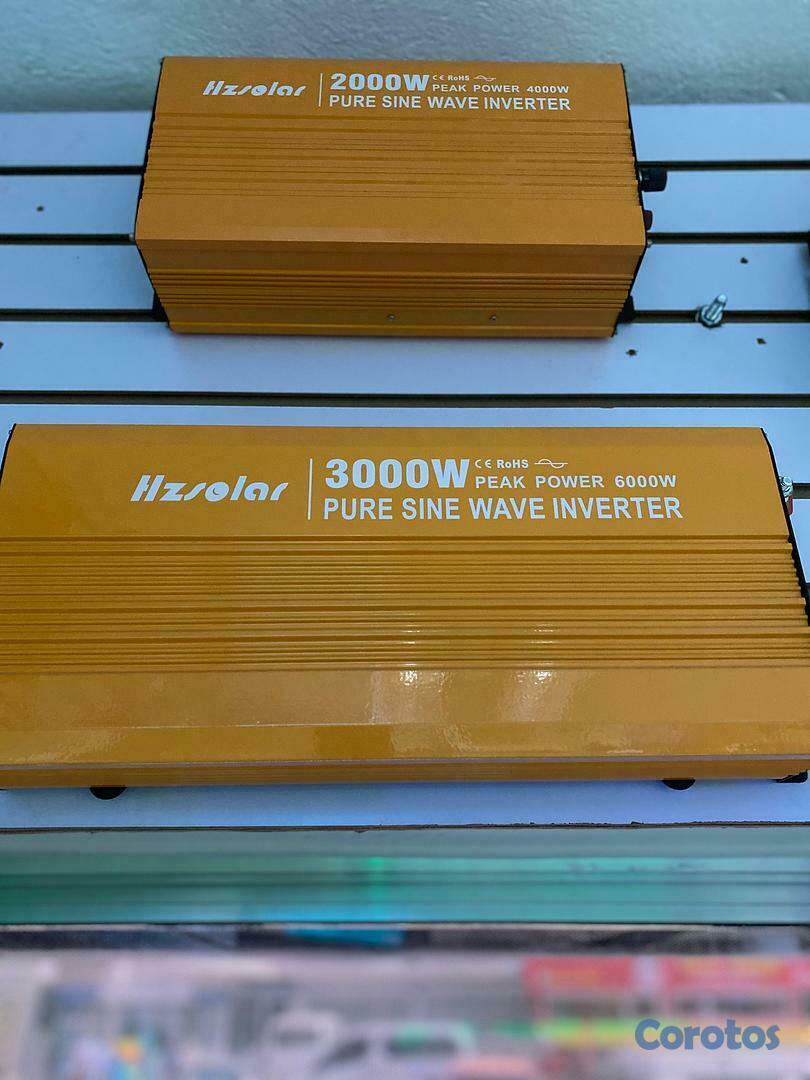 Hzsolar
2000W CE RoHS
PEAK POWER 4000W
PURE SINE WAVE INVERTER
Hzsolar
3000W CE RoHS
PEAK POWER 6000W
PURE SINE WAVE INVERTER
Corotos